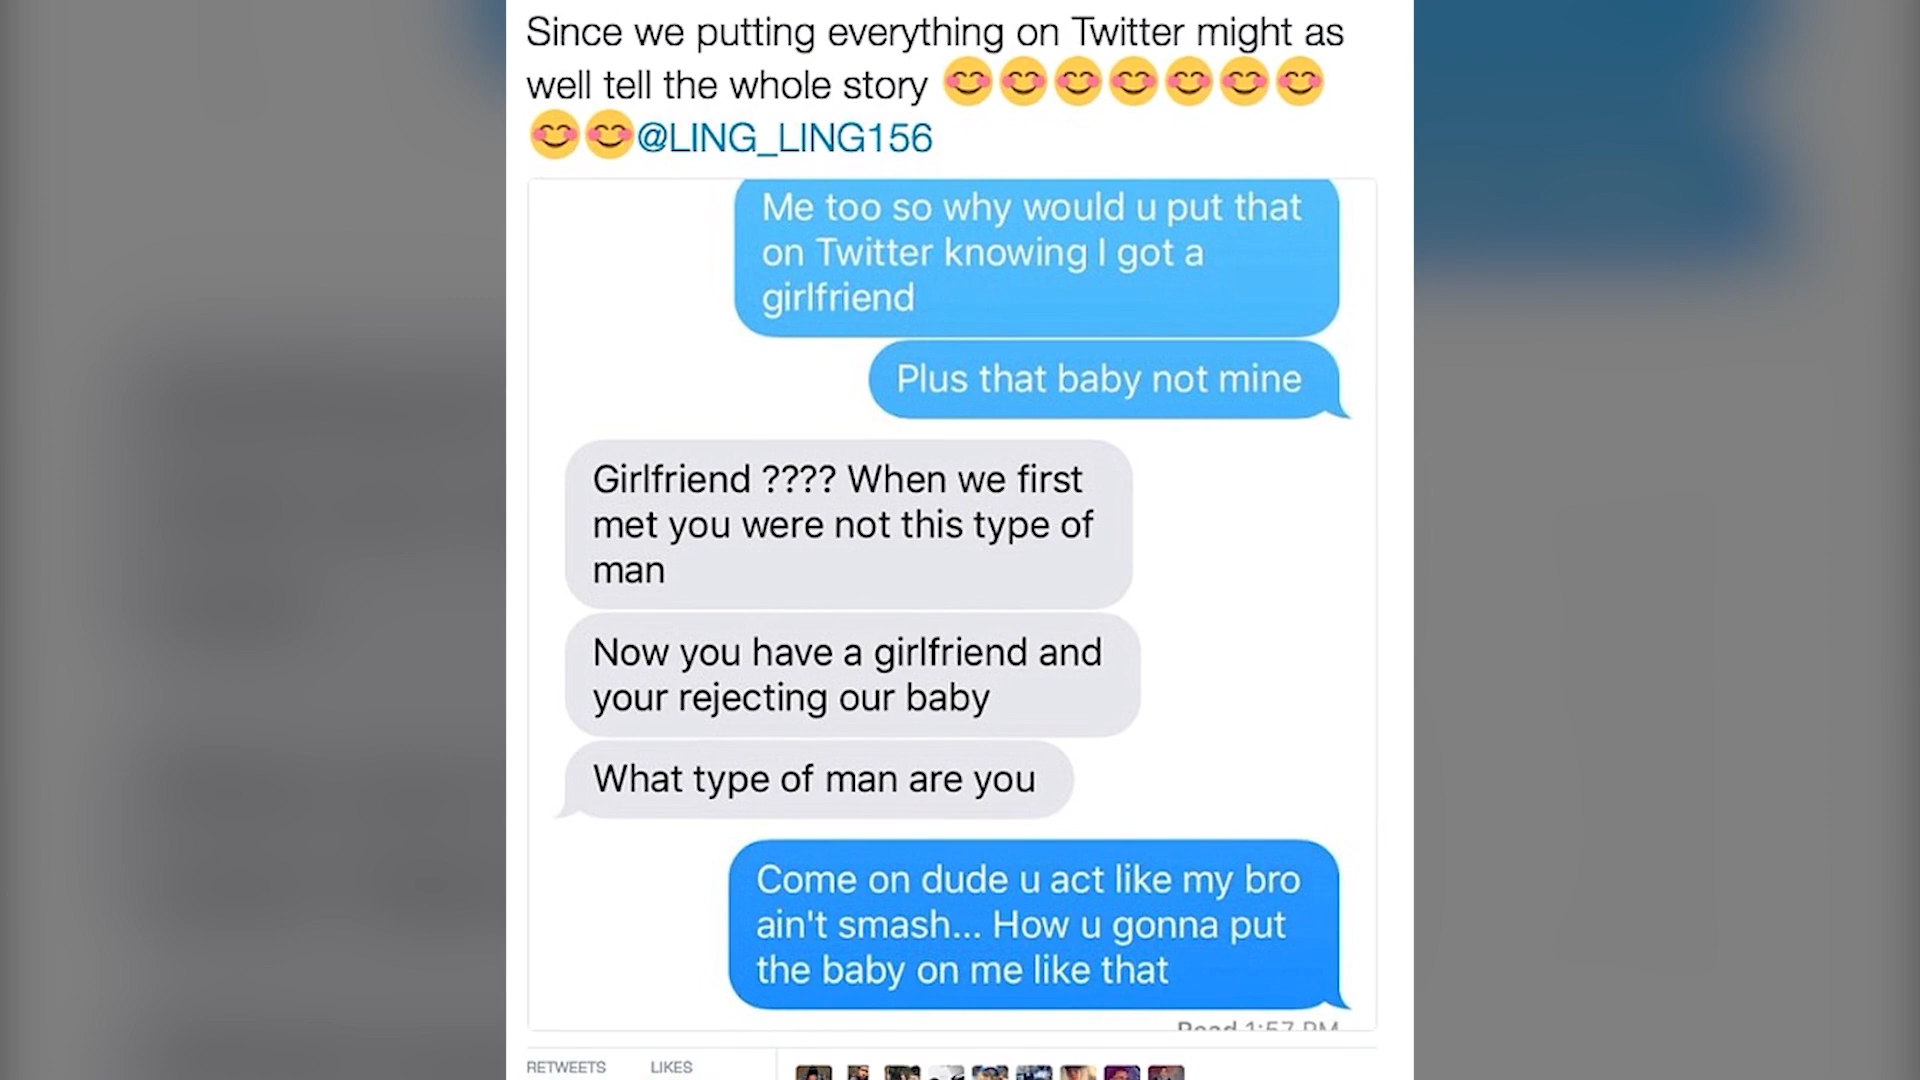 Since we putting everything on Twitter might as
well tell the whole story 😊😊😊😊😊😊😊
😊😊@LING_LING156
Me too so why would u put that
on Twitter knowing I got a
girlfriend
Plus that baby not mine
Girlfriend ???? When we first
met you were not this type of
man
Now you have a girlfriend and
your rejecting our baby
What type of man are you
Come on dude u act like my bro
ain't smash... How u gonna put
the baby on me like that
Read 1:57 PM
RETWEETS LIKES